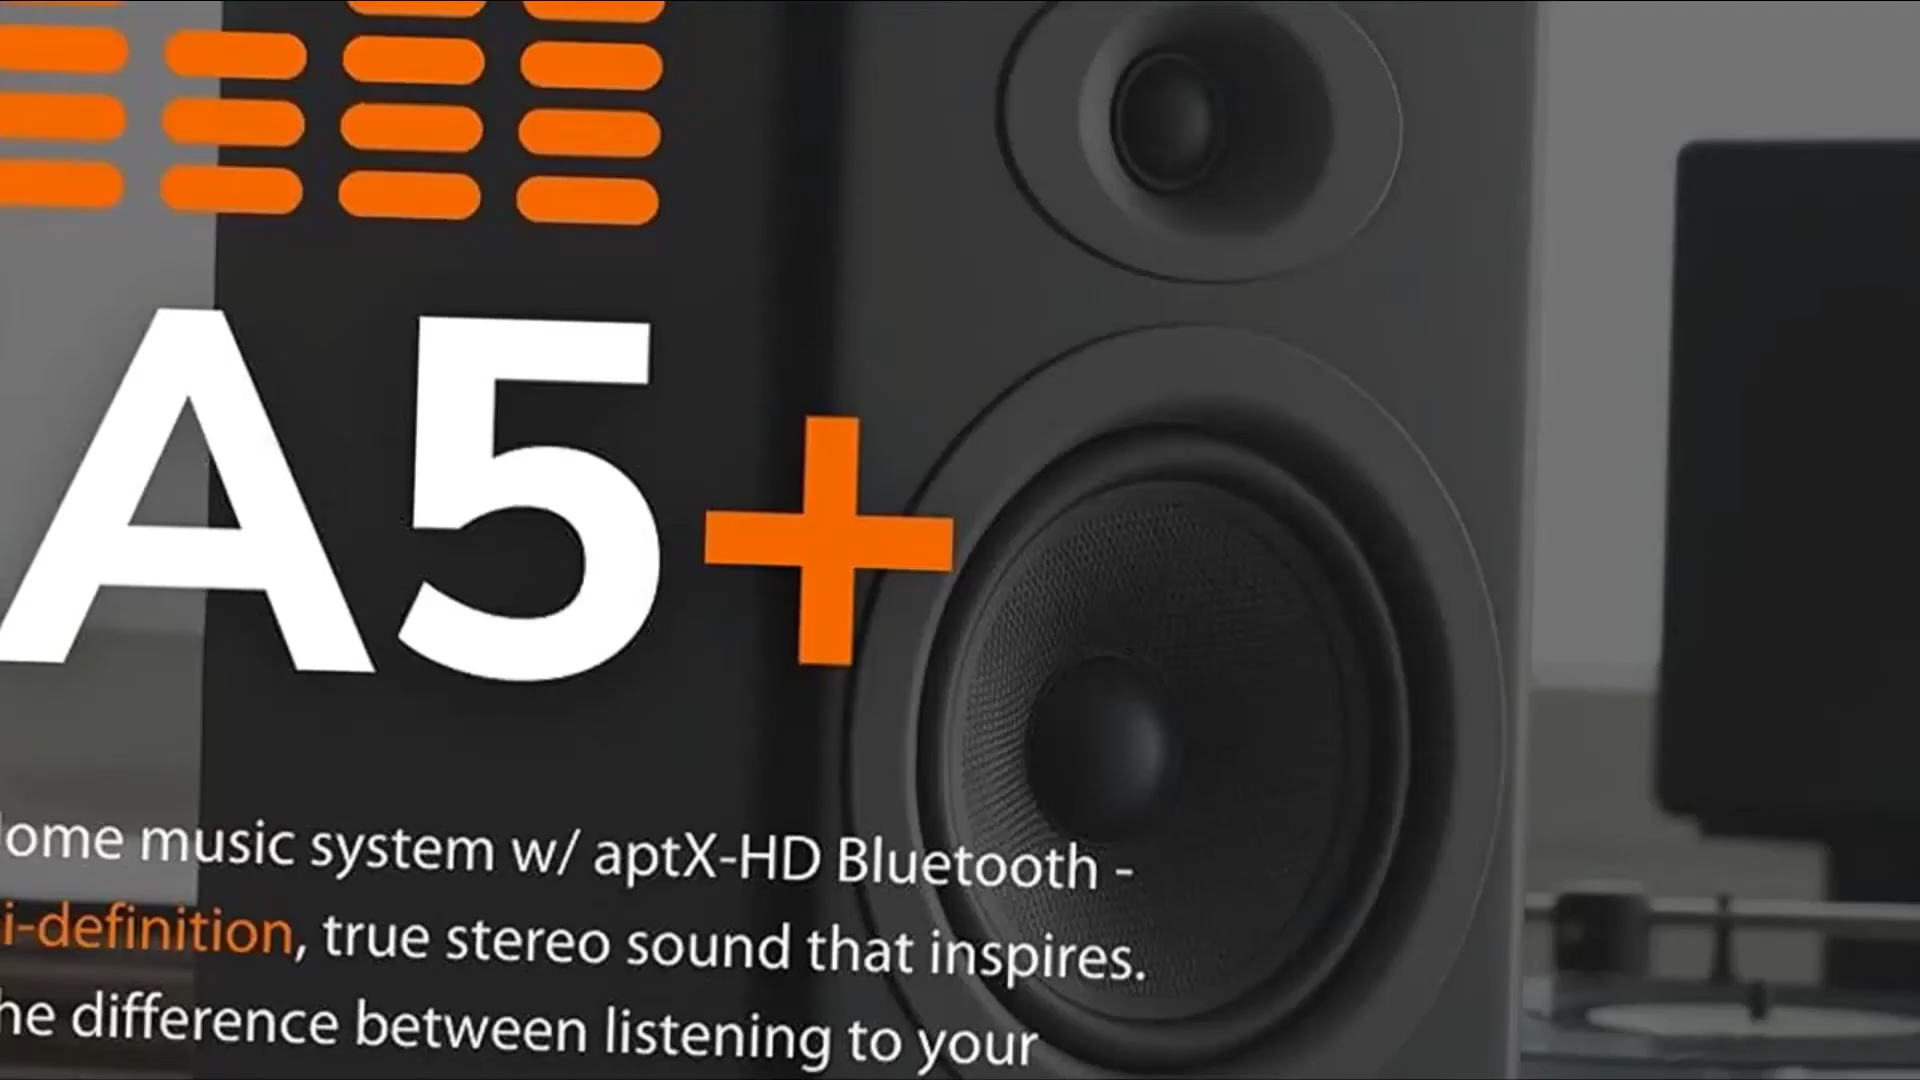 A5+
ome music system w/ aptX-HD Bluetooth -
i-definition, true stereo sound that inspires.
he difference between listening to your